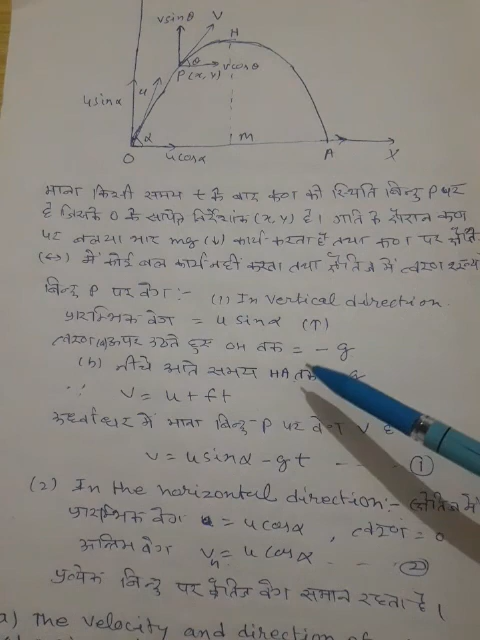 v sinθ V
H
θ
P(x, y) v cosθ
u sinα u
α
O u cosα m A X
माना किसी समय t के बाद कण की स्थिति बिन्दु P पर
है जिसके O के सापेक्ष निर्देशांक (x, y) है। गति के दौरान कण
पर बल या भार mg (↓) कार्य करता है तथा कण पर क्षैतिज
(↔) में कोई बल कार्य नहीं करता तथा क्षैतिज में त्वरण शून्य
बिन्दु P पर वेग :- (1) In vertical direction.
प्रारम्भिक वेग = u sinα (↑)
त्वरण (a) ऊपर उठते हुए OH तक = - g
(b) नीचे आते समय HA g
∵ v = u + ft
ऊर्ध्वाधर में माना बिन्दु P पर वेग V है
v = u sinα - gt - - - - ①
(2) In the horizontal direction :- (क्षैतिज में
प्रारम्भिक वेग u = u cosα , त्वरण = 0
अन्तिम वेग Vₕ = u cosα - - ②
प्रत्येक बिन्दु पर क्षैतिज वेग समान रहता है।
a) The velocity and direction of